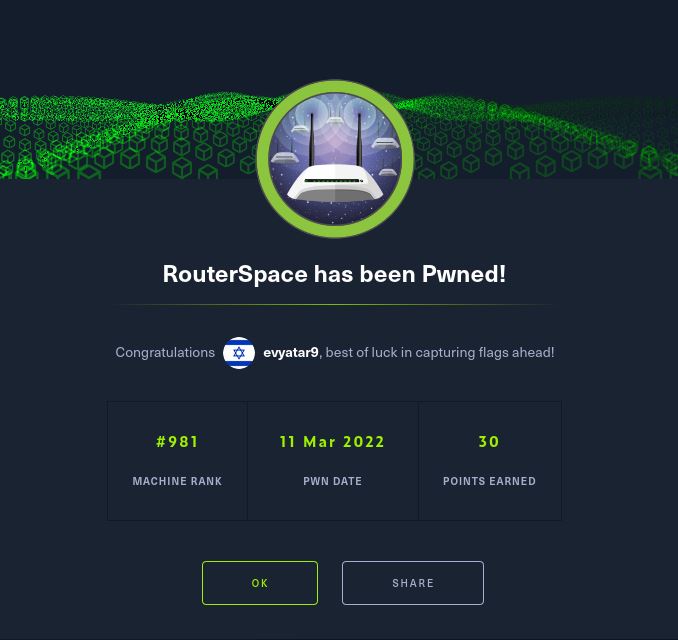 RouterSpace has been Pwned!
Congratulations evyatar9, best of luck in capturing flags ahead!
#981 11 Mar 2022 30
MACHINE RANK PWN DATE POINTS EARNED
OK SHARE